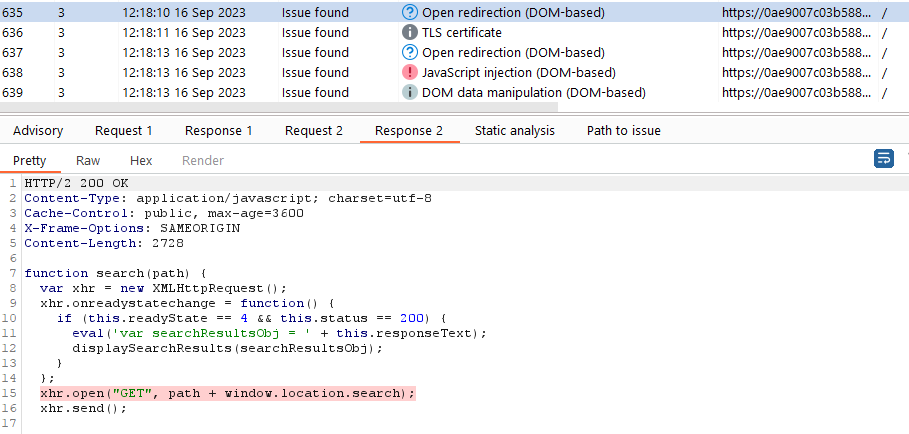 635 3 12:18:10 16 Sep 2023 Issue found Open redirection (DOM-based) https://0ae9007c03b588... /
636 3 12:18:11 16 Sep 2023 Issue found TLS certificate https://0ae9007c03b588... /
637 3 12:18:13 16 Sep 2023 Issue found Open redirection (DOM-based) https://0ae9007c03b588... /
638 3 12:18:13 16 Sep 2023 Issue found JavaScript injection (DOM-based) https://0ae9007c03b588... /
639 3 12:18:13 16 Sep 2023 Issue found DOM data manipulation (DOM-based) https://0ae9007c03b588... /
Advisory Request 1 Response 1 Request 2 Response 2 Static analysis Path to issue
Pretty Raw Hex Render
1 HTTP/2 200 OK
2 Content-Type: application/javascript; charset=utf-8
3 Cache-Control: public, max-age=3600
4 X-Frame-Options: SAMEORIGIN
5 Content-Length: 2728
6
7 function search(path) {
8 var xhr = new XMLHttpRequest();
9 xhr.onreadystatechange = function() {
10 if (this.readyState == 4 && this.status == 200) {
11 eval('var searchResultsObj = ' + this.responseText);
12 displaySearchResults(searchResultsObj);
13 }
14 };
15 xhr.open("GET", path + window.location.search);
16 xhr.send();
17